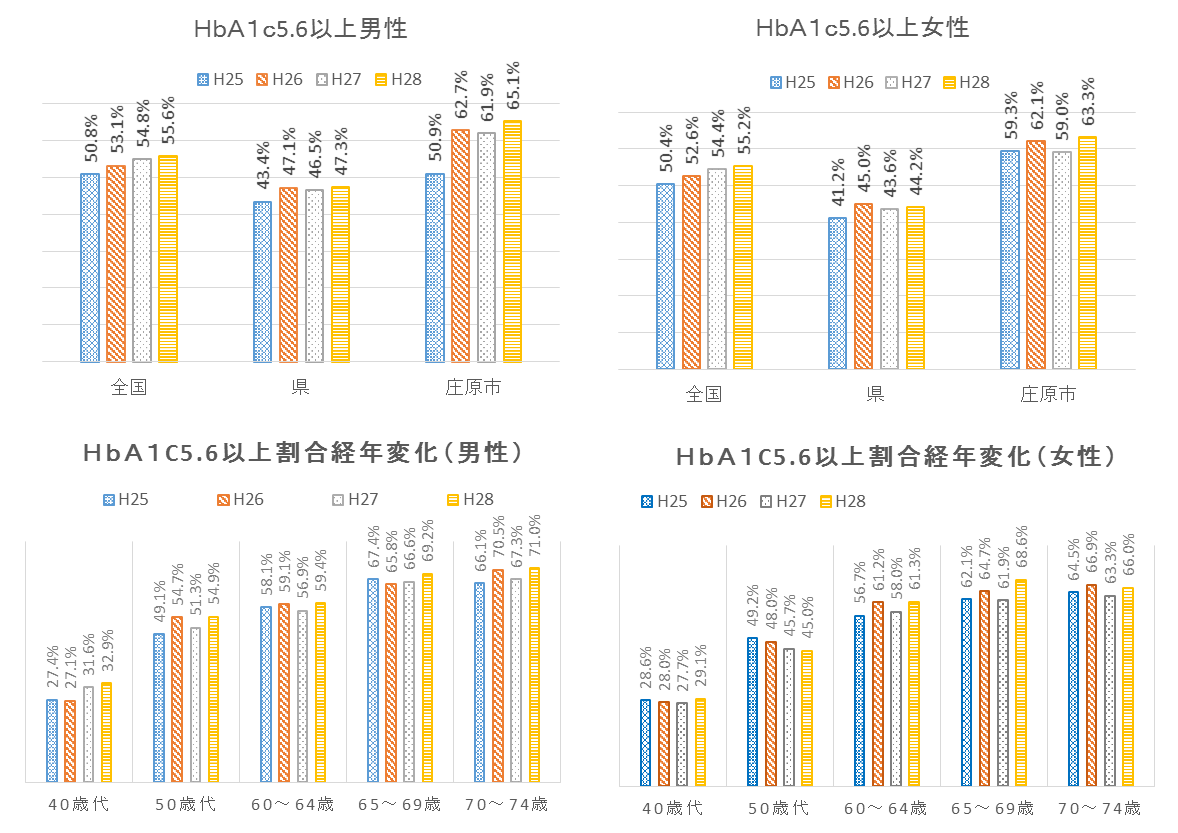 HbA1c5.6以上男性
H25 H26 H27 H28
50.8% 53.1% 54.8% 55.6% 43.4% 47.1% 46.5% 47.3% 50.9% 62.7% 61.9% 65.1%
全国 県 庄原市
HbA1c5.6以上女性
H25 H26 H27 H28
50.4% 52.6% 54.4% 55.2% 41.2% 45.0% 43.6% 44.2% 59.3% 62.1% 59.0% 63.3%
全国 県 庄原市
HbA1C5.6以上割合経年変化(男性)
H25 H26 H27 H28
27.4% 27.1% 31.6% 32.9% 49.1% 54.7% 51.3% 54.9% 58.1% 59.1% 56.9% 59.4% 67.4% 65.8% 66.6% 69.2% 66.1% 70.5% 67.3% 71.0%
40歳代 50歳代 60～64歳 65～69歳 70～74歳
HbA1C5.6以上割合経年変化(女性)
H25 H26 H27 H28
28.6% 28.0% 27.7% 29.1% 49.2% 48.0% 45.7% 45.0% 56.7% 61.2% 58.0% 61.3% 62.1% 64.7% 61.9% 68.6% 64.5% 66.9% 63.3% 66.0%
40歳代 50歳代 60～64歳 65～69歳 70～74歳